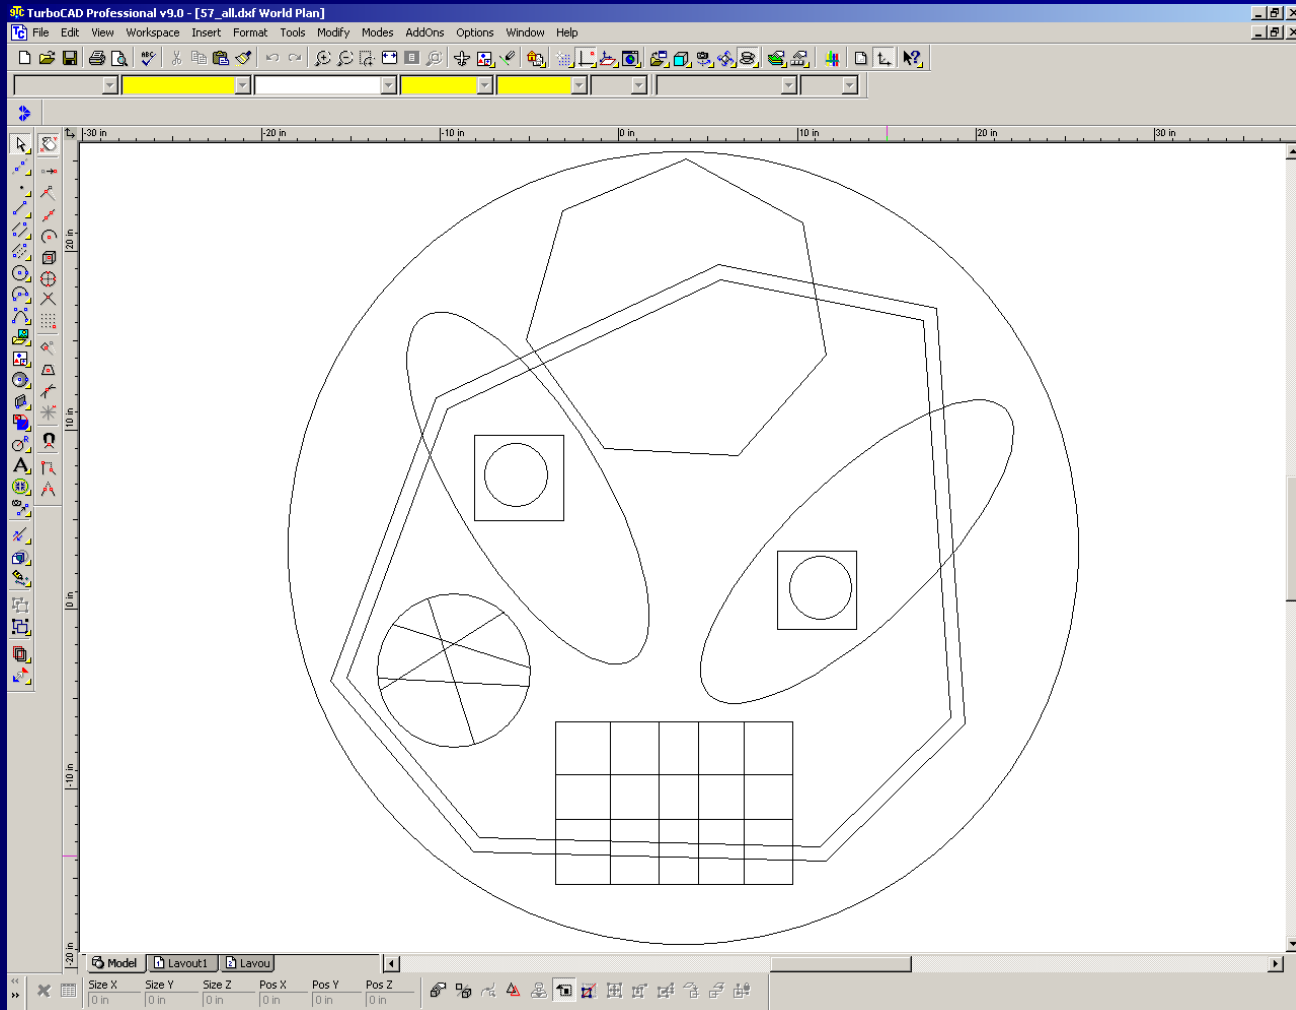 TurboCAD Professional v9.0 - [57_all.dxf World Plan]
File Edit View Workspace Insert Format Tools Modify Modes AddOns Options Window Help
-30 in -20 in -10 in 0 in 10 in 20 in 30 in
20 in
10 in
0 in
-10 in
-20 in
Model Layout1 Layou
Size X Size Y Size Z Pos X Pos Y Pos Z
0 in 0 in 0 in 0 in 0 in 0 in